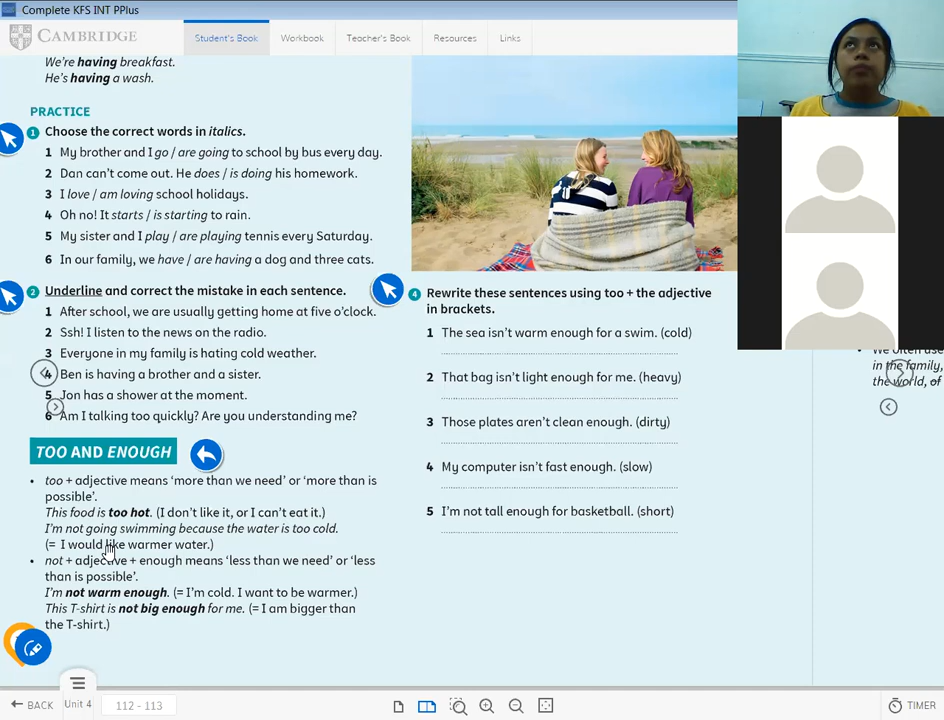 Complete KFS INT PPlus
CAMBRIDGE
Student's Book
Workbook
Teacher's Book
Resources
Links
We're having breakfast.
He's having a wash.
PRACTICE
1 Choose the correct words in italics.
1 My brother and I go / are going to school by bus every day.
2 Dan can't come out. He does / is doing his homework.
3 I love / am loving school holidays.
4 Oh no! It starts / is starting to rain.
5 My sister and I play / are playing tennis every Saturday.
6 In our family, we have / are having a dog and three cats.
2 Underline and correct the mistake in each sentence.
1 After school, we are usually getting home at five o'clock.
2 Ssh! I listen to the news on the radio.
3 Everyone in my family is hating cold weather.
4 Ben is having a brother and a sister.
5 Jon has a shower at the moment.
6 Am I talking too quickly? Are you understanding me?
TOO AND ENOUGH
• too + adjective means 'more than we need' or 'more than is
possible'.
This food is too hot. (I don't like it, or I can't eat it.)
I'm not going swimming because the water is too cold.
(= I would like warmer water.)
• not + adjective + enough means 'less than we need' or 'less
than is possible'.
I'm not warm enough. (= I'm cold. I want to be warmer.)
This T-shirt is not big enough for me. (= I am bigger than
the T-shirt.)
4 Rewrite these sentences using too + the adjective
in brackets.
1 The sea isn't warm enough for a swim. (cold)
2 That bag isn't light enough for me. (heavy)
3 Those plates aren't clean enough. (dirty)
4 My computer isn't fast enough. (slow)
5 I'm not tall enough for basketball. (short)
• We often use
in the family,
the world, of
BACK
Unit 4
112 - 113
TIMER